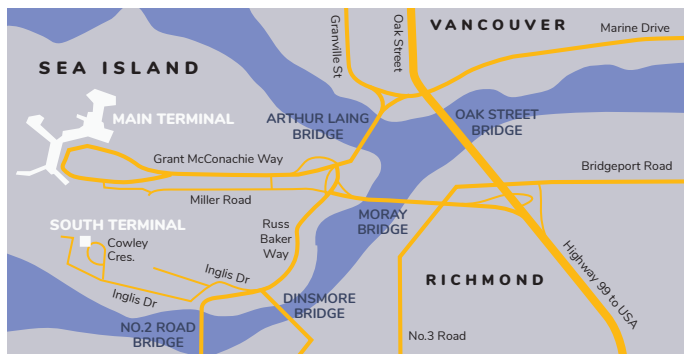 Granville St
Oak Street
VANCOUVER
Marine Drive
SEA ISLAND
MAIN TERMINAL
ARTHUR LAING
BRIDGE
OAK STREET
BRIDGE
Grant McConachie Way
Bridgeport Road
Miller Road
SOUTH TERMINAL
Cowley
Cres.
Russ
Baker
Way
MORAY
BRIDGE
Inglis Dr
Inglis Dr
RICHMOND
Highway 99 to USA
DINSMORE
BRIDGE
NO.2 ROAD
BRIDGE
No.3 Road